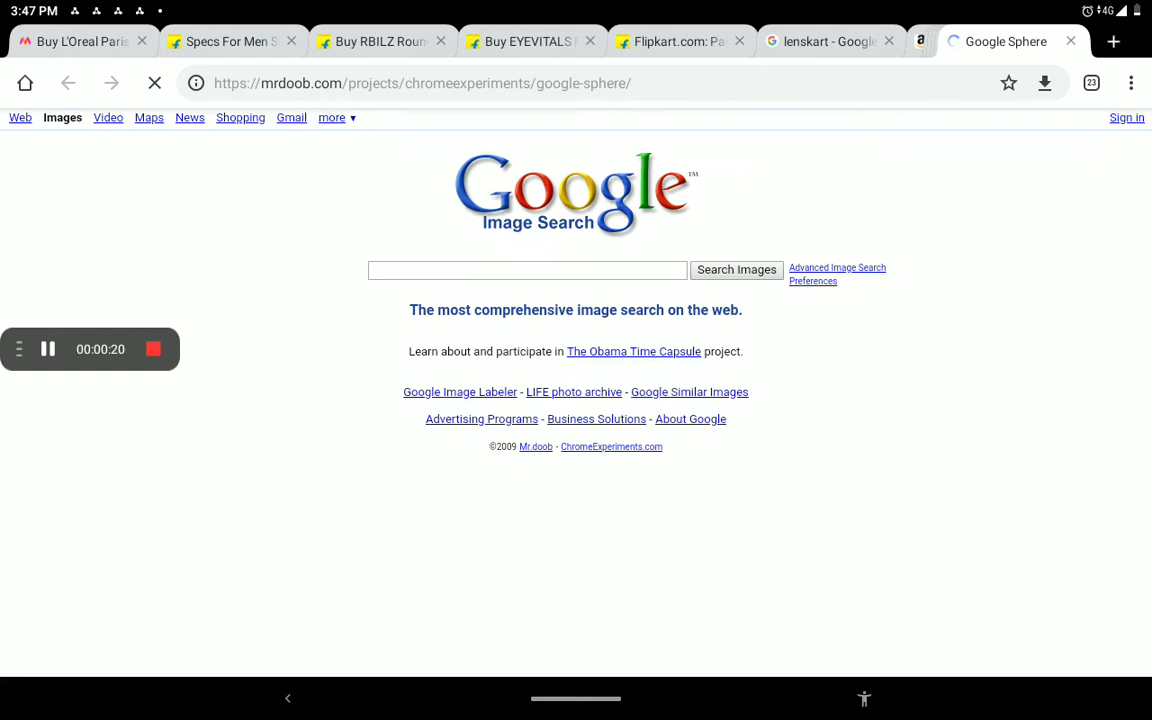 3:47 PM
4G
Buy L'Oreal Paris
Specs For Men S
Buy RBILZ Roun
Buy EYEVITALS F
Flipkart.com: Pa
lenskart - Google
Google Sphere
https://mrdoob.com/projects/chromeexperiments/google-sphere/
23
Web Images Video Maps News Shopping Gmail more ▼ Sign in
Google™
Image Search
Search Images
Advanced Image Search
Preferences
The most comprehensive image search on the web.
00:00:20
Learn about and participate in The Obama Time Capsule project.
Google Image Labeler - LIFE photo archive - Google Similar Images
Advertising Programs - Business Solutions - About Google
©2009 Mr.doob - ChromeExperiments.com